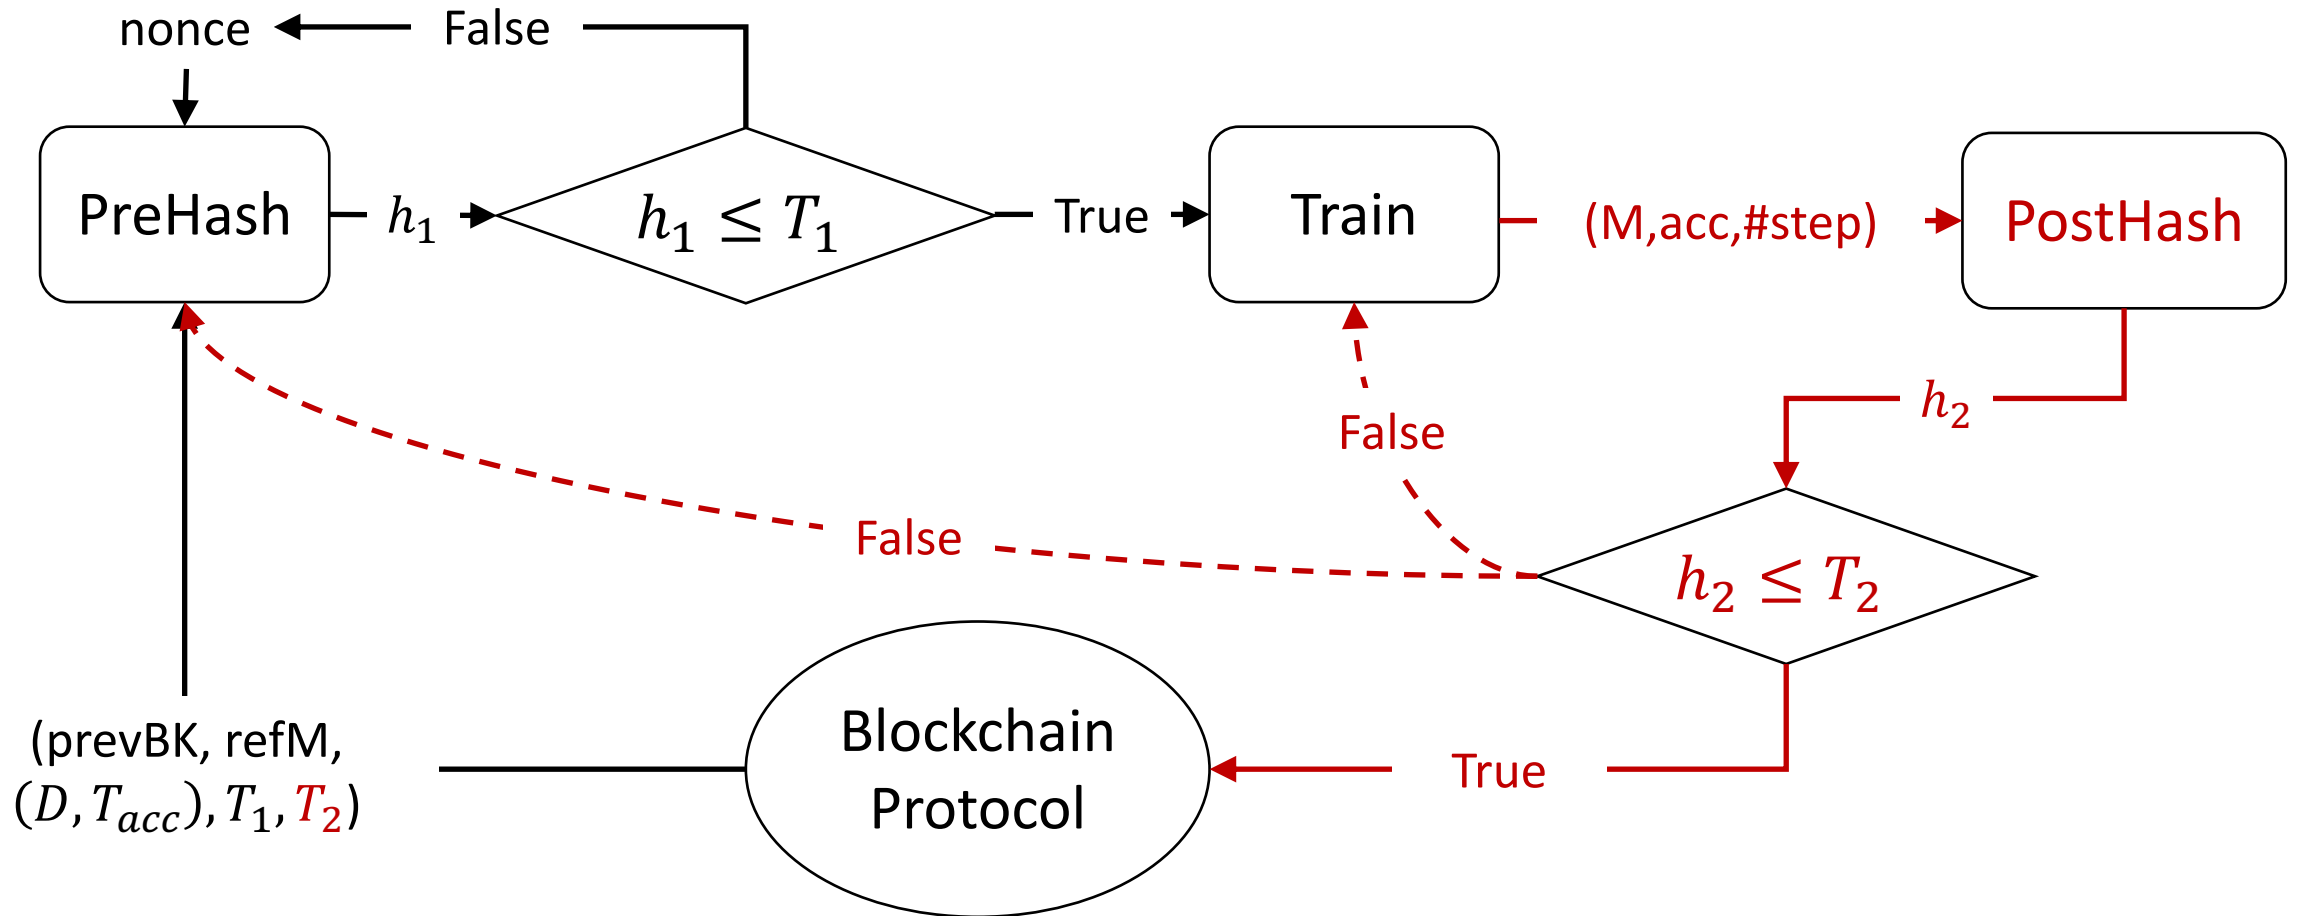 nonce
False
PreHash
h₁
h₁ ≤ T₁
True
Train
(M,acc,#step)
PostHash
h₂
False
False
h₂ ≤ T₂
(prevBK, refM,
(D, Tₐcc), T₁, T₂)
Blockchain
Protocol
True